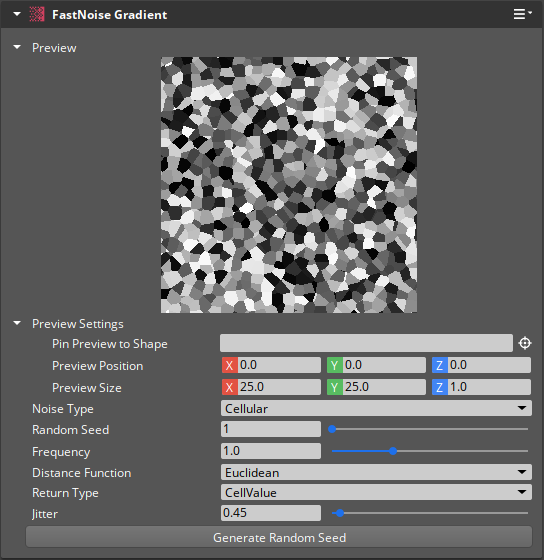 FastNoise Gradient
Preview
Preview Settings
Pin Preview to Shape
Preview Position X 0.0 Y 0.0 Z 0.0
Preview Size X 25.0 Y 25.0 Z 1.0
Noise Type Cellular
Random Seed 1
Frequency 1.0
Distance Function Euclidean
Return Type CellValue
Jitter 0.45
Generate Random Seed